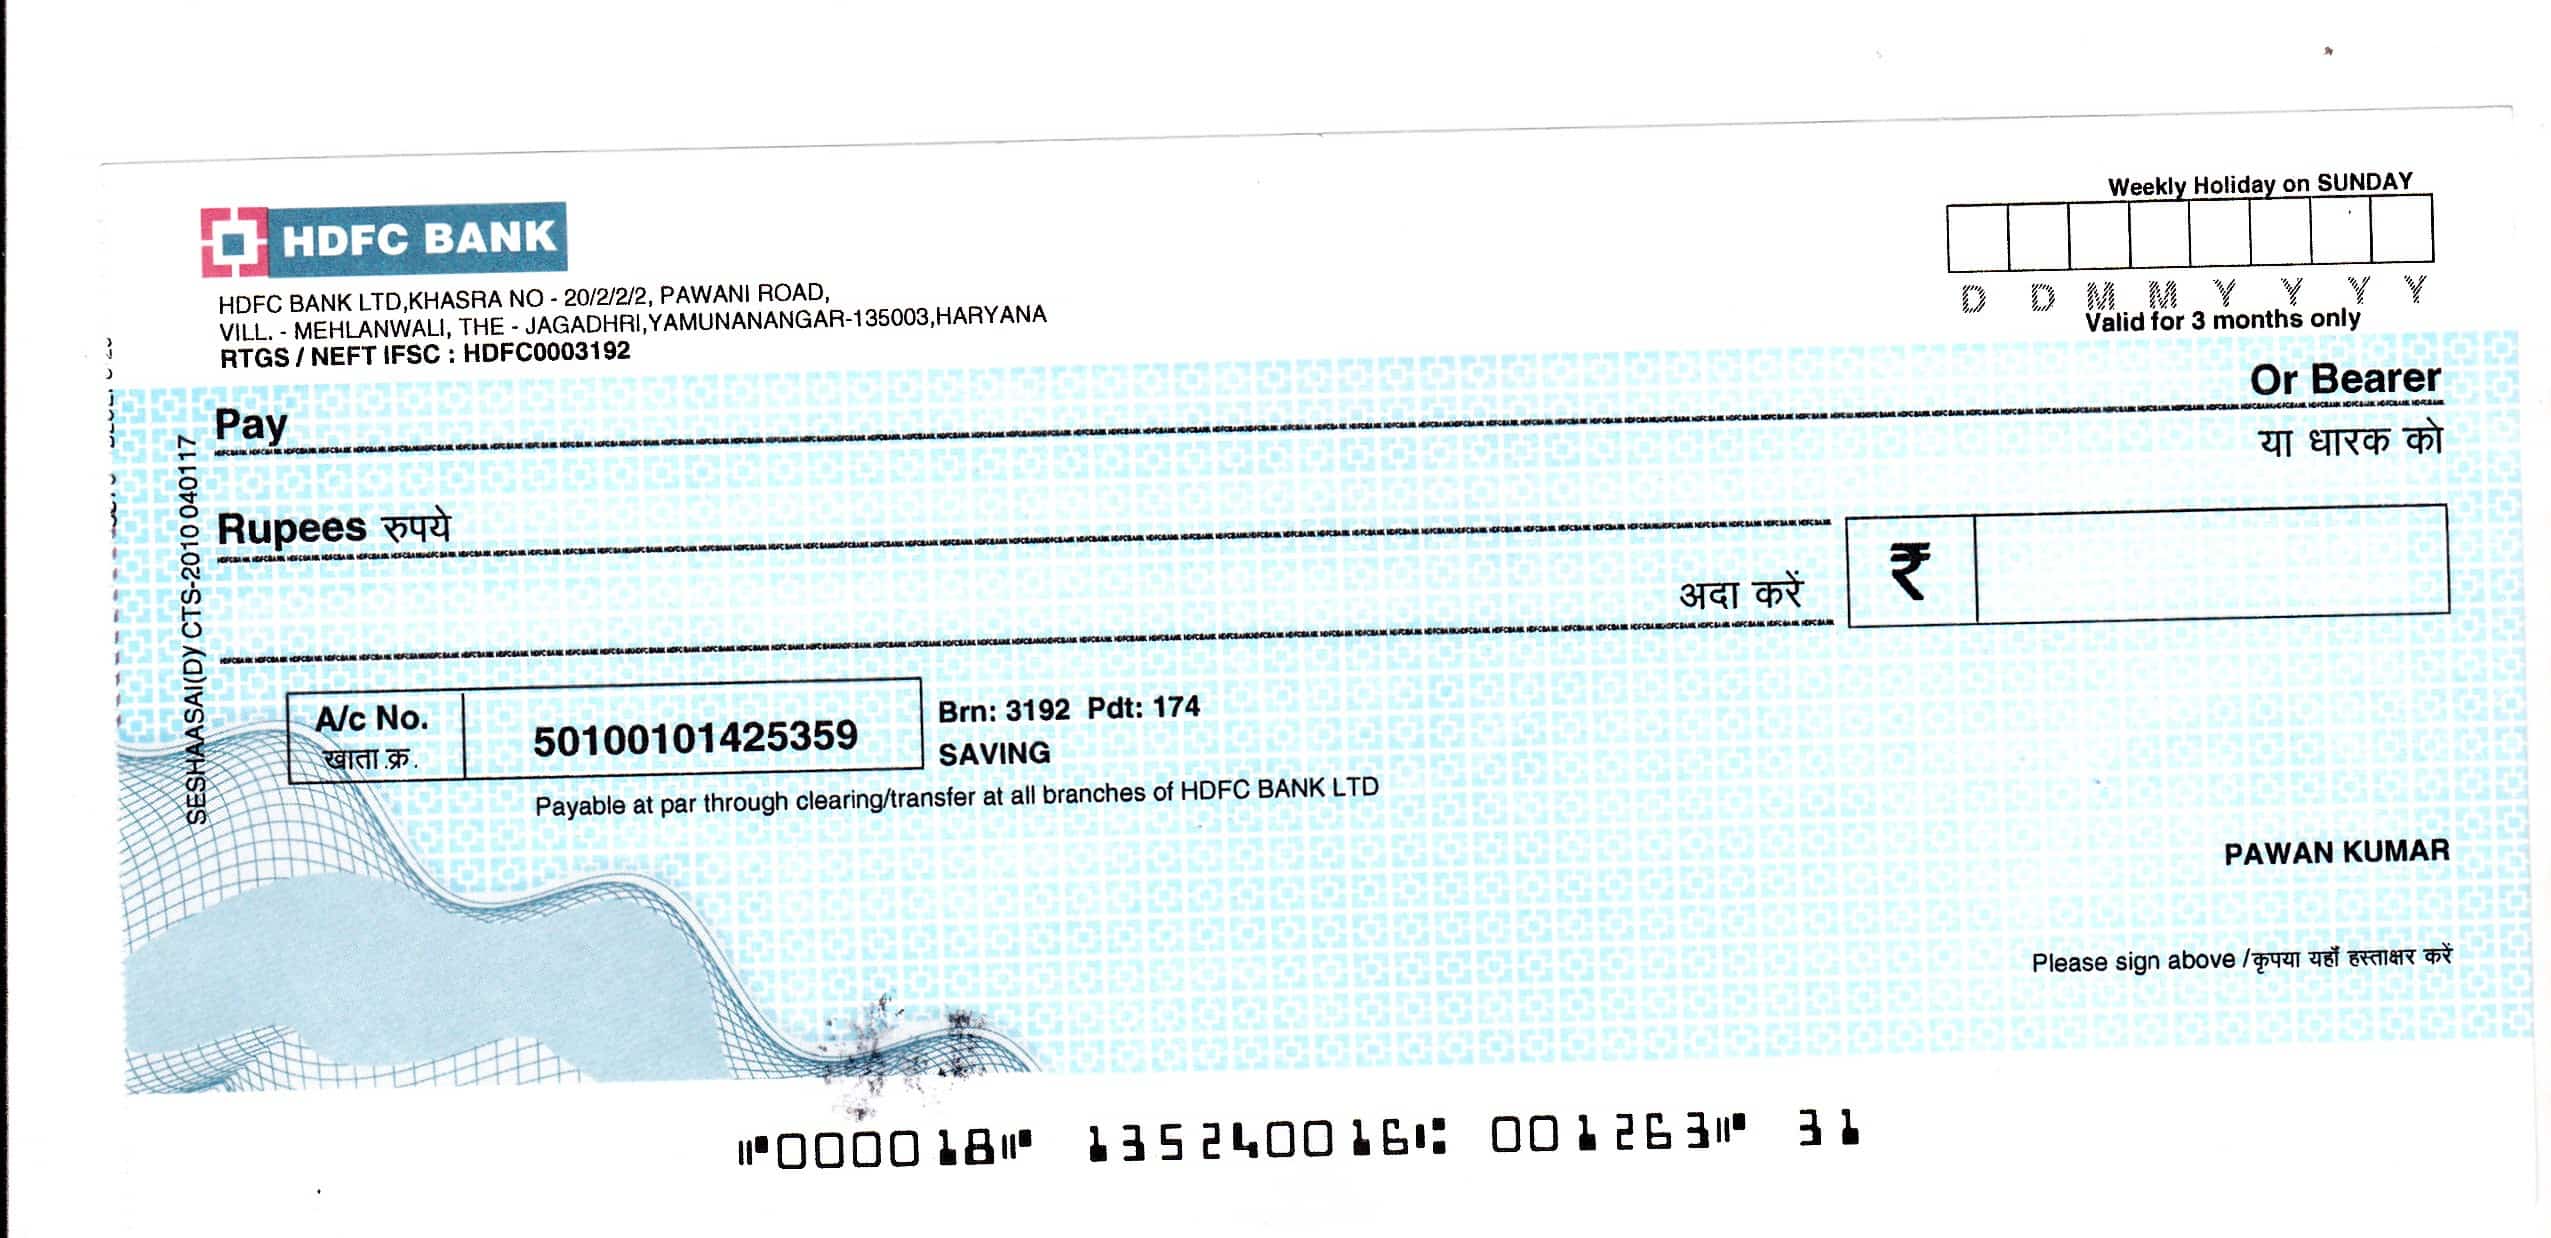 Weekly Holiday on SUNDAY
HDFC BANK
D D M M Y Y Y Y
HDFC BANK LTD,KHASRA NO - 20/2/2/2, PAWANI ROAD,
Valid for 3 months only
VILL. - MEHLANWALI, THE - JAGADHRI,YAMUNANANGAR-135003,HARYANA
RTGS / NEFT IFSC : HDFC0003192
Pay Or Bearer
या धारक को
Rupees रुपये
अदा करें ₹
A/c No. 50100101425359 Brn: 3192 Pdt: 174
खाता.क्र. SAVING
Payable at par through clearing/transfer at all branches of HDFC BANK LTD
PAWAN KUMAR
Please sign above /कृपया यहाँ हस्ताक्षर करें
SESHAASAI(D) CTS-2010 040117
⑈000018⑈ 135240016⑆ 001263⑈ 31